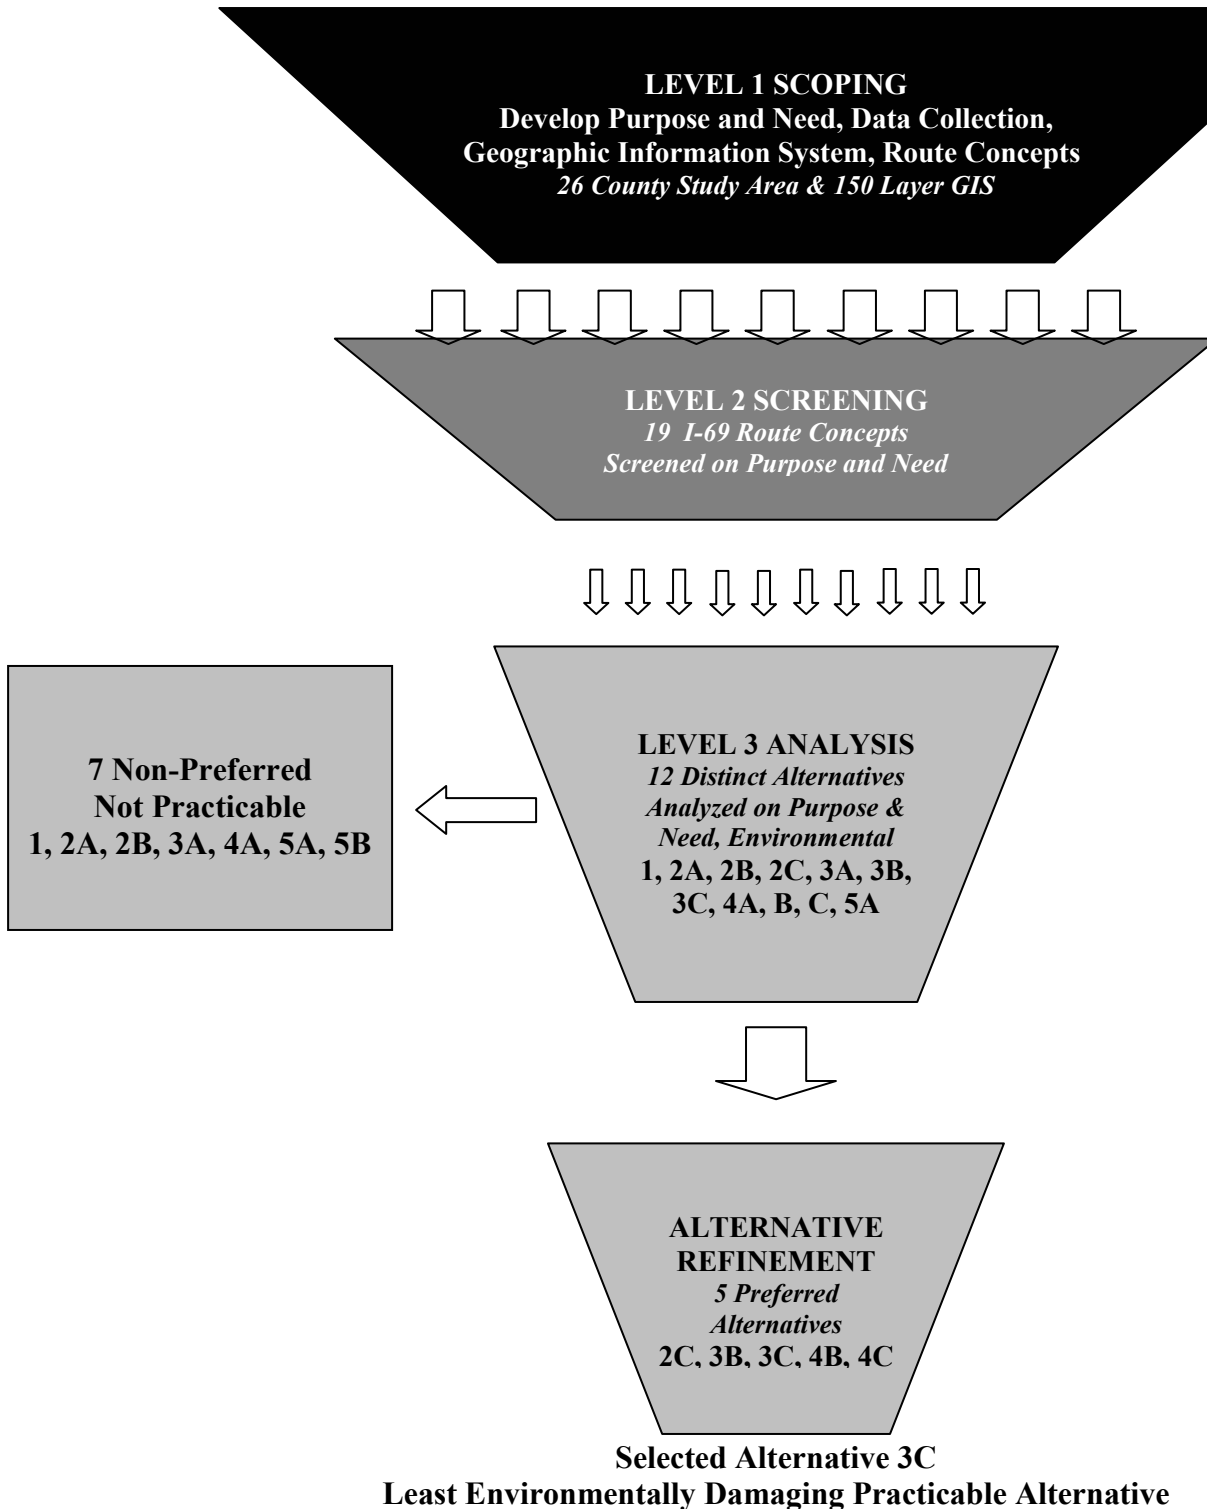 LEVEL 1 SCOPING
Develop Purpose and Need, Data Collection,
Geographic Information System, Route Concepts
26 County Study Area & 150 Layer GIS
LEVEL 2 SCREENING
19 I-69 Route Concepts
Screened on Purpose and Need
7 Non-Preferred
Not Practicable
1, 2A, 2B, 3A, 4A, 5A, 5B
LEVEL 3 ANALYSIS
12 Distinct Alternatives
Analyzed on Purpose &
Need, Environmental
1, 2A, 2B, 2C, 3A, 3B,
3C, 4A, B, C, 5A
ALTERNATIVE
REFINEMENT
5 Preferred
Alternatives
2C, 3B, 3C, 4B, 4C
Selected Alternative 3C
Least Environmentally Damaging Practicable Alternative